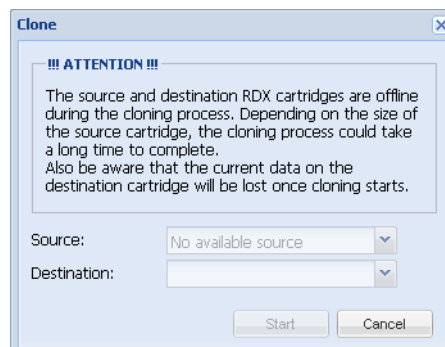 Clone
!!! ATTENTION !!!
The source and destination RDX cartridges are offline
during the cloning process. Depending on the size of
the source cartridge, the cloning process could take
a long time to complete.
Also be aware that the current data on the
destination cartridge will be lost once cloning starts.
Source: No available source
Destination:
Start Cancel